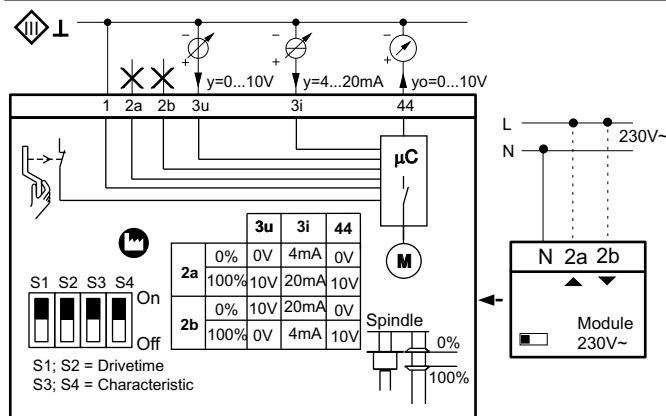 III
y=0...10V y=4...20mA yo=0...10V
1 2a 2b 3u 3i 44
L
N
230V~
µC
M
3u 3i 44
2a 0% 0V 4mA 0V
100% 10V 20mA 10V
2b 0% 10V 20mA 0V
100% 0V 4mA 10V
S1 S2 S3 S4
On
Off
S1; S2 = Drivetime
S3; S4 = Characteristic
Spindle
0%
100%
N 2a 2b
Module
230V~